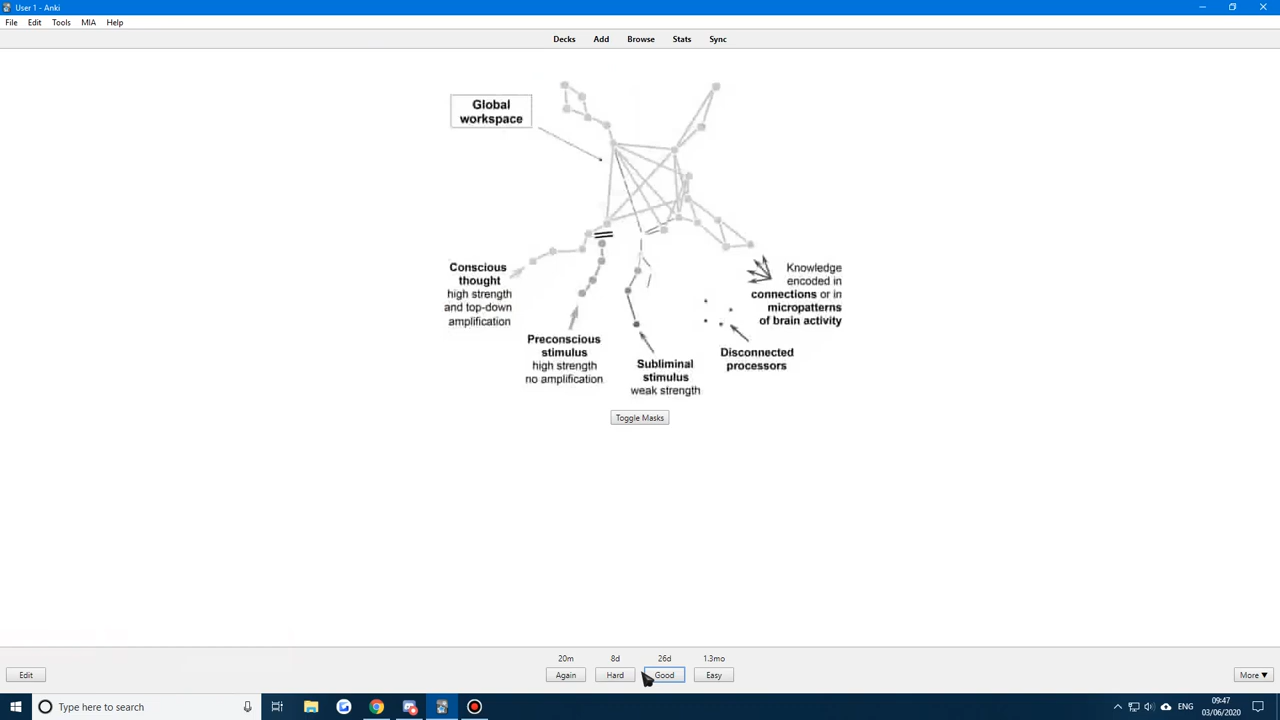 User 1 - Anki
File Edit Tools MIA Help
Decks Add Browse Stats Sync
Global
workspace
Conscious
thought
high strength
and top-down
amplification
Preconscious
stimulus
high strength
no amplification
Subliminal
stimulus
weak strength
Disconnected
processors
Knowledge
encoded in
connections or in
micropatterns
of brain activity
Toggle Masks
20m 8d 26d 1.3mo
Edit Again Hard Good Easy More ▼
Type here to search
ENG
09:47
03/06/2020